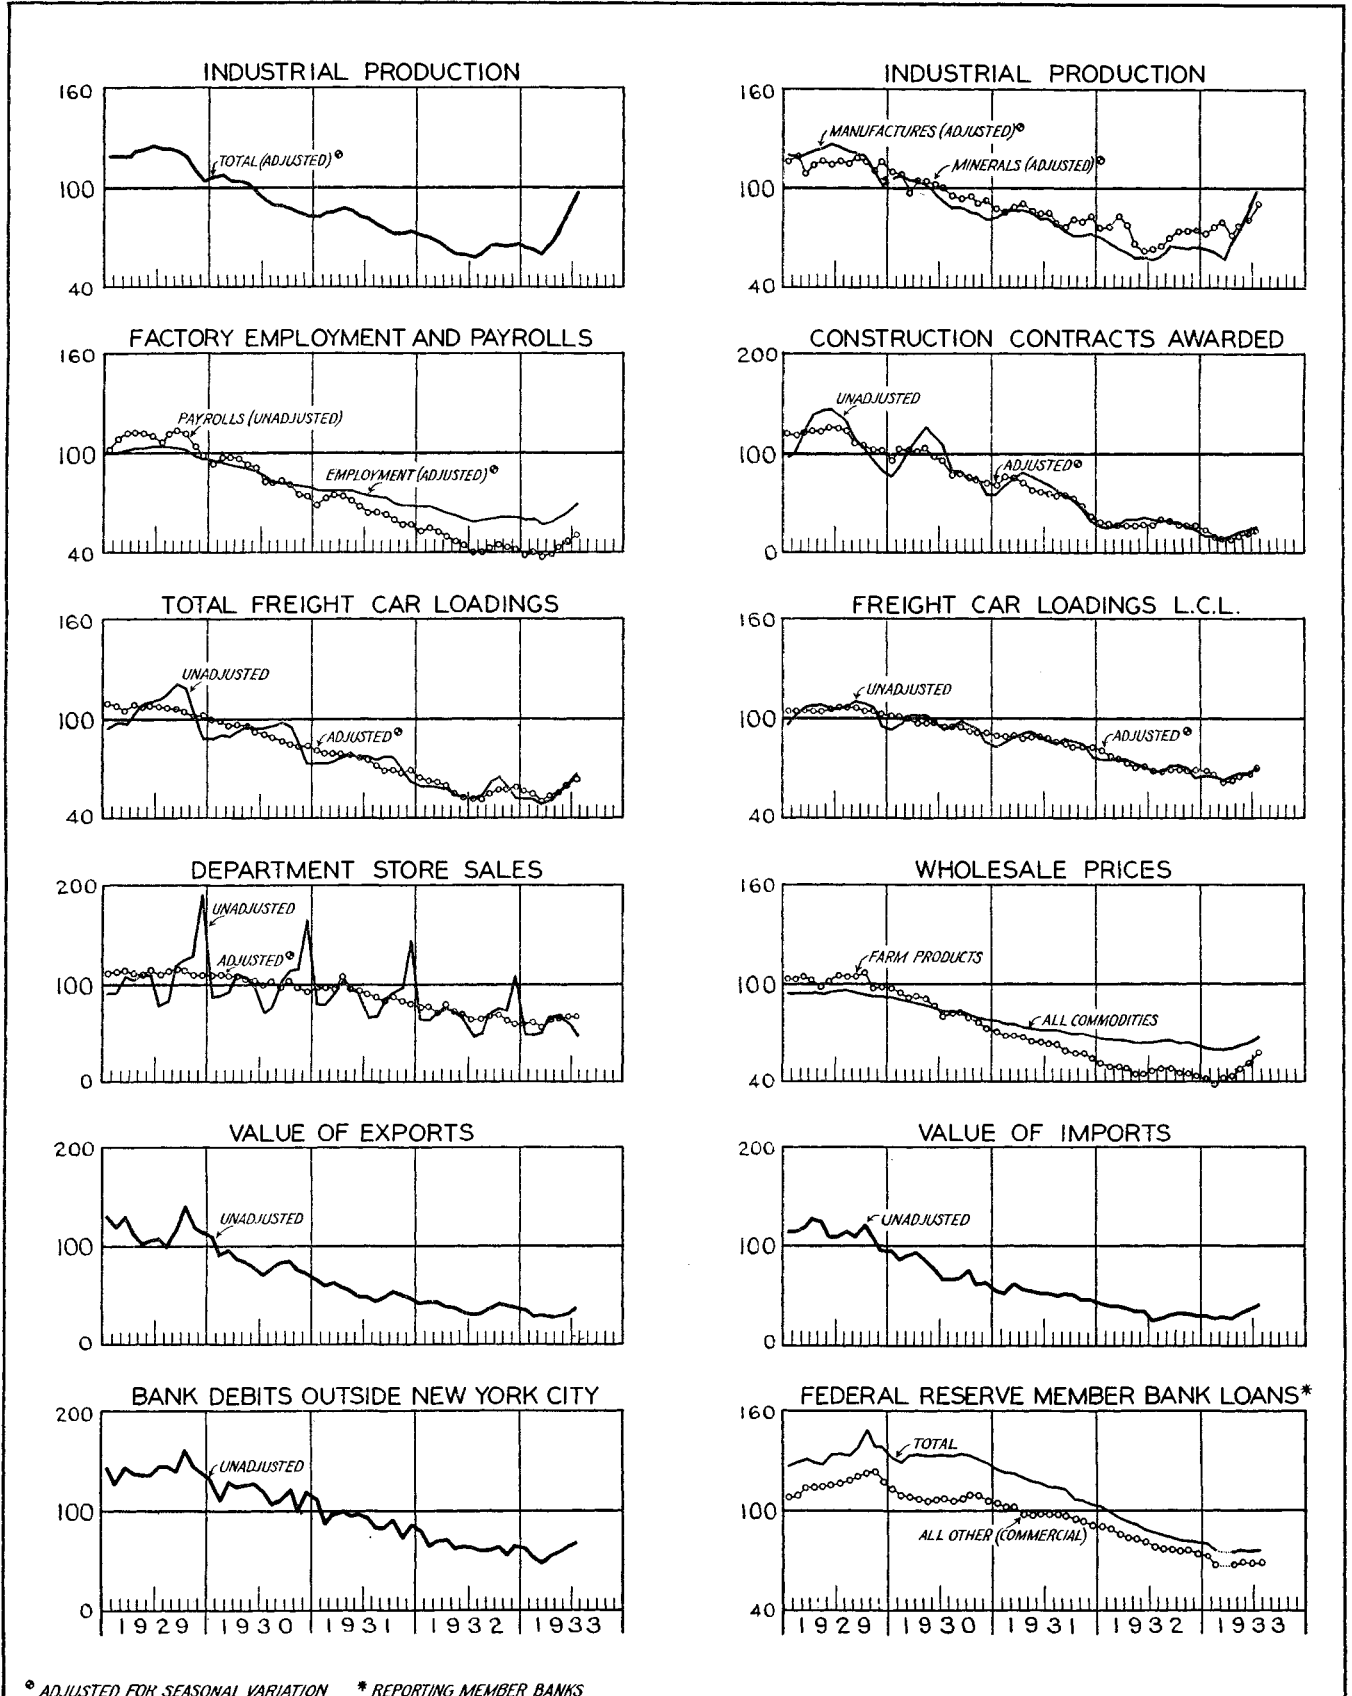 INDUSTRIAL PRODUCTION
160
100
40
TOTAL (ADJUSTED)⊘
INDUSTRIAL PRODUCTION
160
100
40
MANUFACTURES (ADJUSTED)⊘
MINERALS (ADJUSTED)⊘
FACTORY EMPLOYMENT AND PAYROLLS
160
100
40
PAYROLLS (UNADJUSTED)
EMPLOYMENT (ADJUSTED)⊘
CONSTRUCTION CONTRACTS AWARDED
200
100
0
UNADJUSTED
ADJUSTED⊘
TOTAL FREIGHT CAR LOADINGS
160
100
40
UNADJUSTED
ADJUSTED⊘
FREIGHT CAR LOADINGS L.C.L.
160
100
40
UNADJUSTED
ADJUSTED⊘
DEPARTMENT STORE SALES
200
100
0
UNADJUSTED
ADJUSTED⊘
WHOLESALE PRICES
160
100
40
FARM PRODUCTS
ALL COMMODITIES
VALUE OF EXPORTS
200
100
0
UNADJUSTED
VALUE OF IMPORTS
200
100
0
UNADJUSTED
BANK DEBITS OUTSIDE NEW YORK CITY
200
100
0
UNADJUSTED
1929 1930 1931 1932 1933
FEDERAL RESERVE MEMBER BANK LOANS*
160
100
40
TOTAL
ALL OTHER (COMMERCIAL)
1929 1930 1931 1932 1933
⊘ ADJUSTED FOR SEASONAL VARIATION * REPORTING MEMBER BANKS